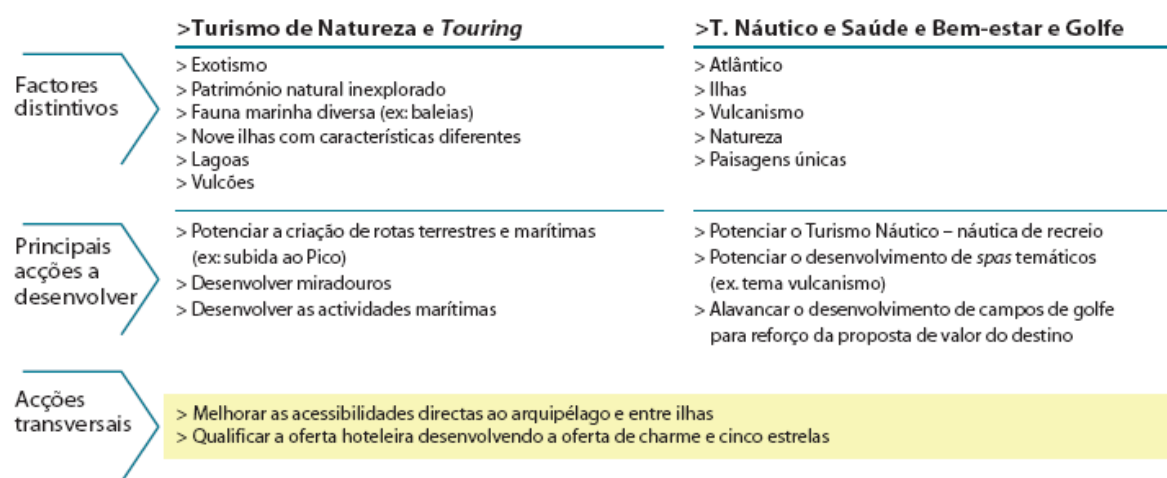 >Turismo de Natureza e Touring
>T. Náutico e Saúde e Bem-estar e Golfe
Factores
distintivos
> Exotismo
> Património natural inexplorado
> Fauna marinha diversa (ex: baleias)
> Nove ilhas com características diferentes
> Lagoas
> Vulcões
> Atlântico
> Ilhas
> Vulcanismo
> Natureza
> Paisagens únicas
Principais
acções a
desenvolver
> Potenciar a criação de rotas terrestres e marítimas
(ex: subida ao Pico)
> Desenvolver miradouros
> Desenvolver as actividades marítimas
> Potenciar o Turismo Náutico – náutica de recreio
> Potenciar o desenvolvimento de spas temáticos
(ex. tema vulcanismo)
> Alavancar o desenvolvimento de campos de golfe
para reforço da proposta de valor do destino
Acções
transversais
> Melhorar as acessibilidades directas ao arquipélago e entre ilhas
> Qualificar a oferta hoteleira desenvolvendo a oferta de charme e cinco estrelas